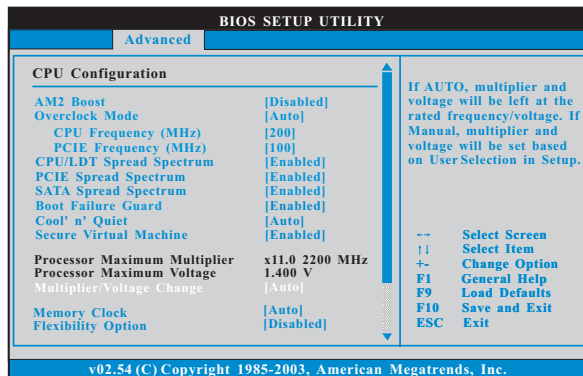 BIOS SETUP UTILITY
Advanced
CPU Configuration
AM2 Boost [Disabled]
Overclock Mode [Auto]
CPU Frequency (MHz) [200]
PCIE Frequency (MHz) [100]
CPU/LDT Spread Spectrum [Enabled]
PCIE Spread Spectrum [Enabled]
SATA Spread Spectrum [Enabled]
Boot Failure Guard [Enabled]
Cool' n' Quiet [Auto]
Secure Virtual Machine [Enabled]
Processor Maximum Multiplier x11.0 2200 MHz
Processor Maximum Voltage 1.400 V
Multiplier/Voltage Change [Auto]
Memory Clock [Auto]
Flexibility Option [Disabled]
If AUTO, multiplier and
voltage will be left at the
rated frequency/voltage. If
Manual, multiplier and
voltage will be set based
on User Selection in Setup.
←→ Select Screen
↑↓ Select Item
+- Change Option
F1 General Help
F9 Load Defaults
F10 Save and Exit
ESC Exit
v02.54 (C) Copyright 1985-2003, American Megatrends, Inc.